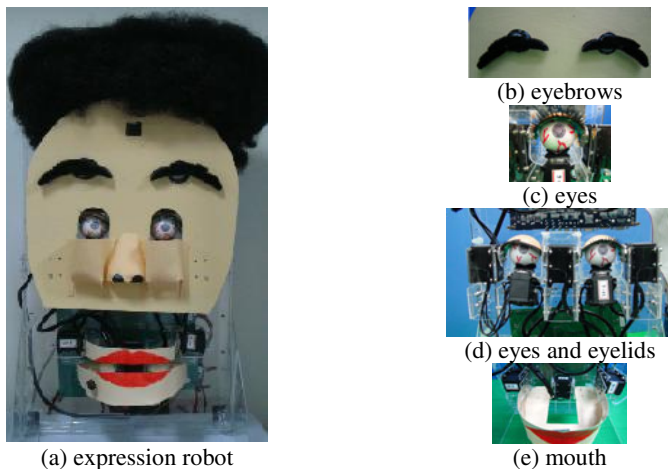 (a) expression robot
(b) eyebrows
(c) eyes
(d) eyes and eyelids
(e) mouth